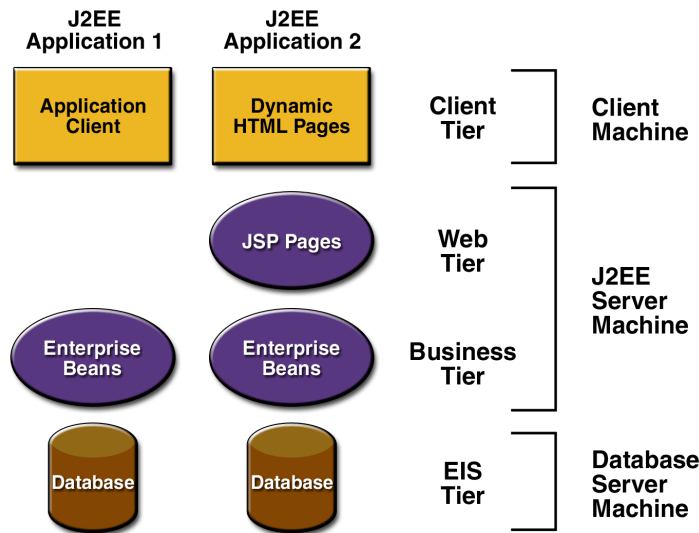 J2EE
Application 1
J2EE
Application 2
Application
Client
Dynamic
HTML Pages
Client
Tier
Client
Machine
JSP Pages
Web
Tier
J2EE
Server
Machine
Enterprise
Beans
Enterprise
Beans
Business
Tier
Database
Database
EIS
Tier
Database
Server
Machine